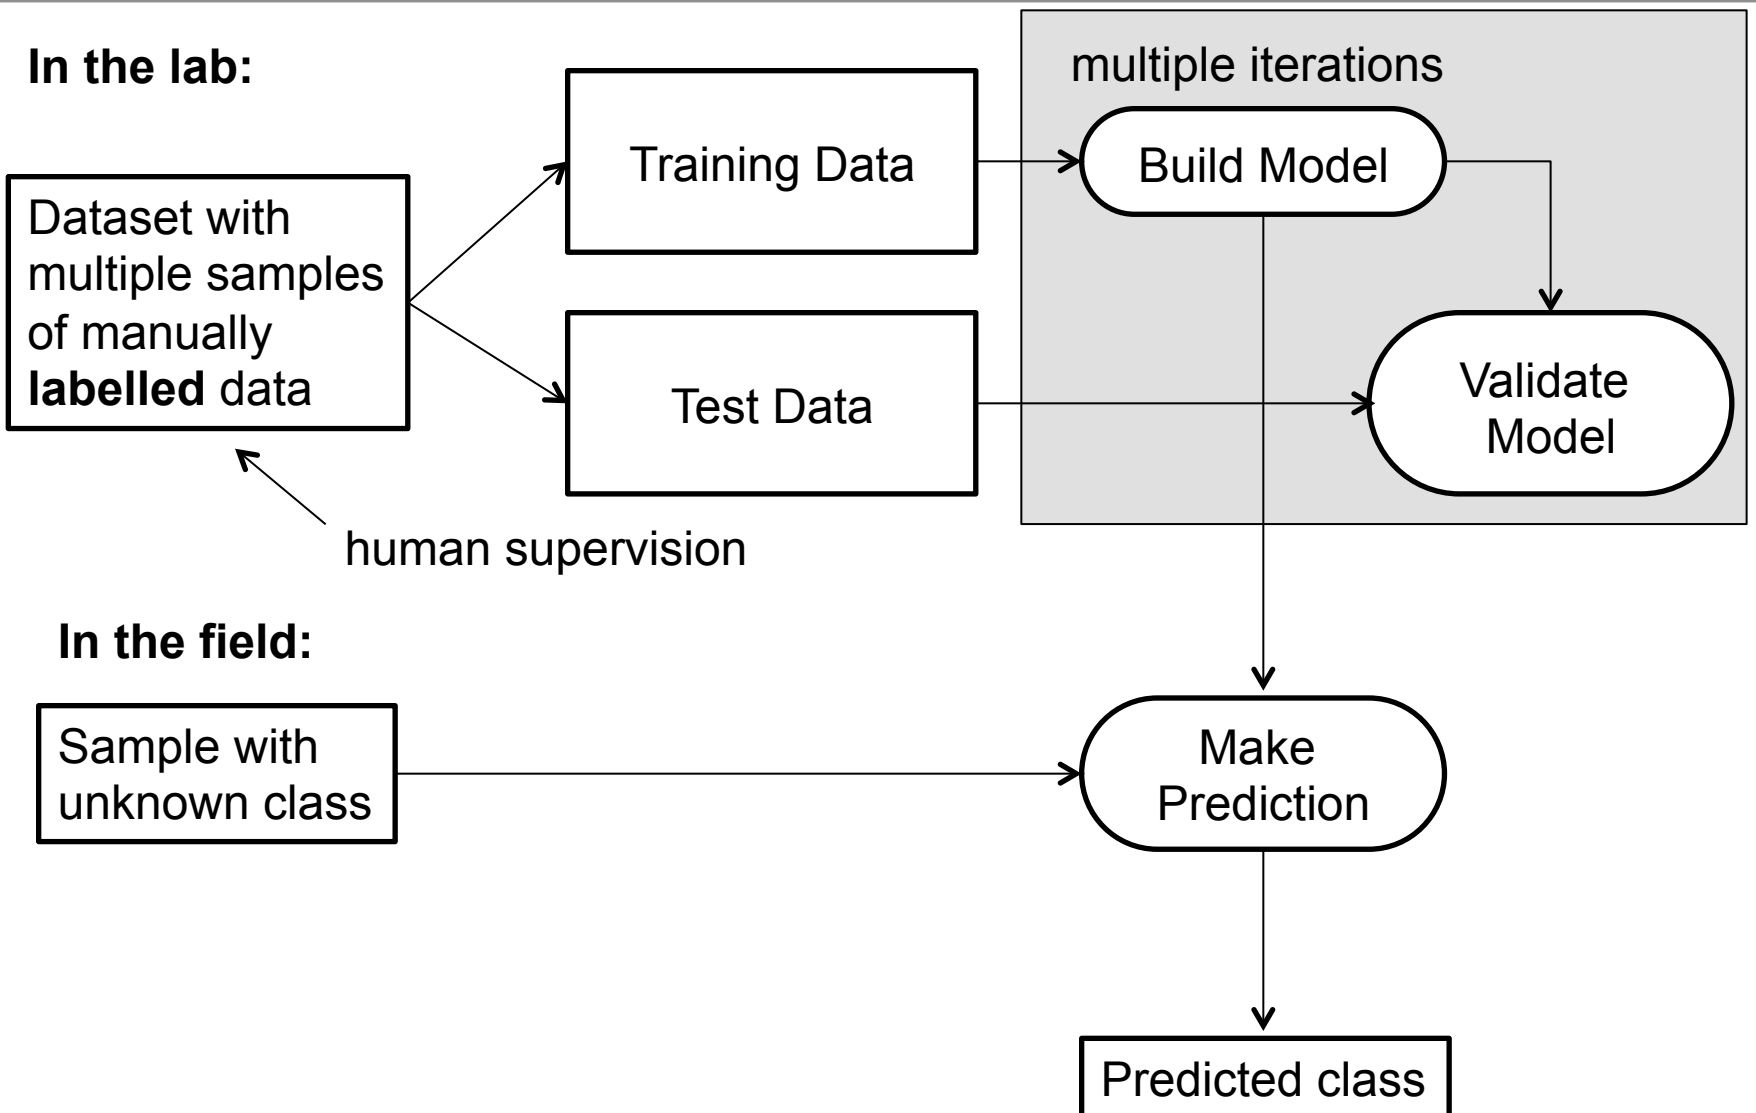 In the lab:
multiple iterations
Training Data
Build Model
Dataset with
multiple samples
of manually
labelled data
Test Data
Validate
Model
human supervision
In the field:
Sample with
unknown class
Make
Prediction
Predicted class